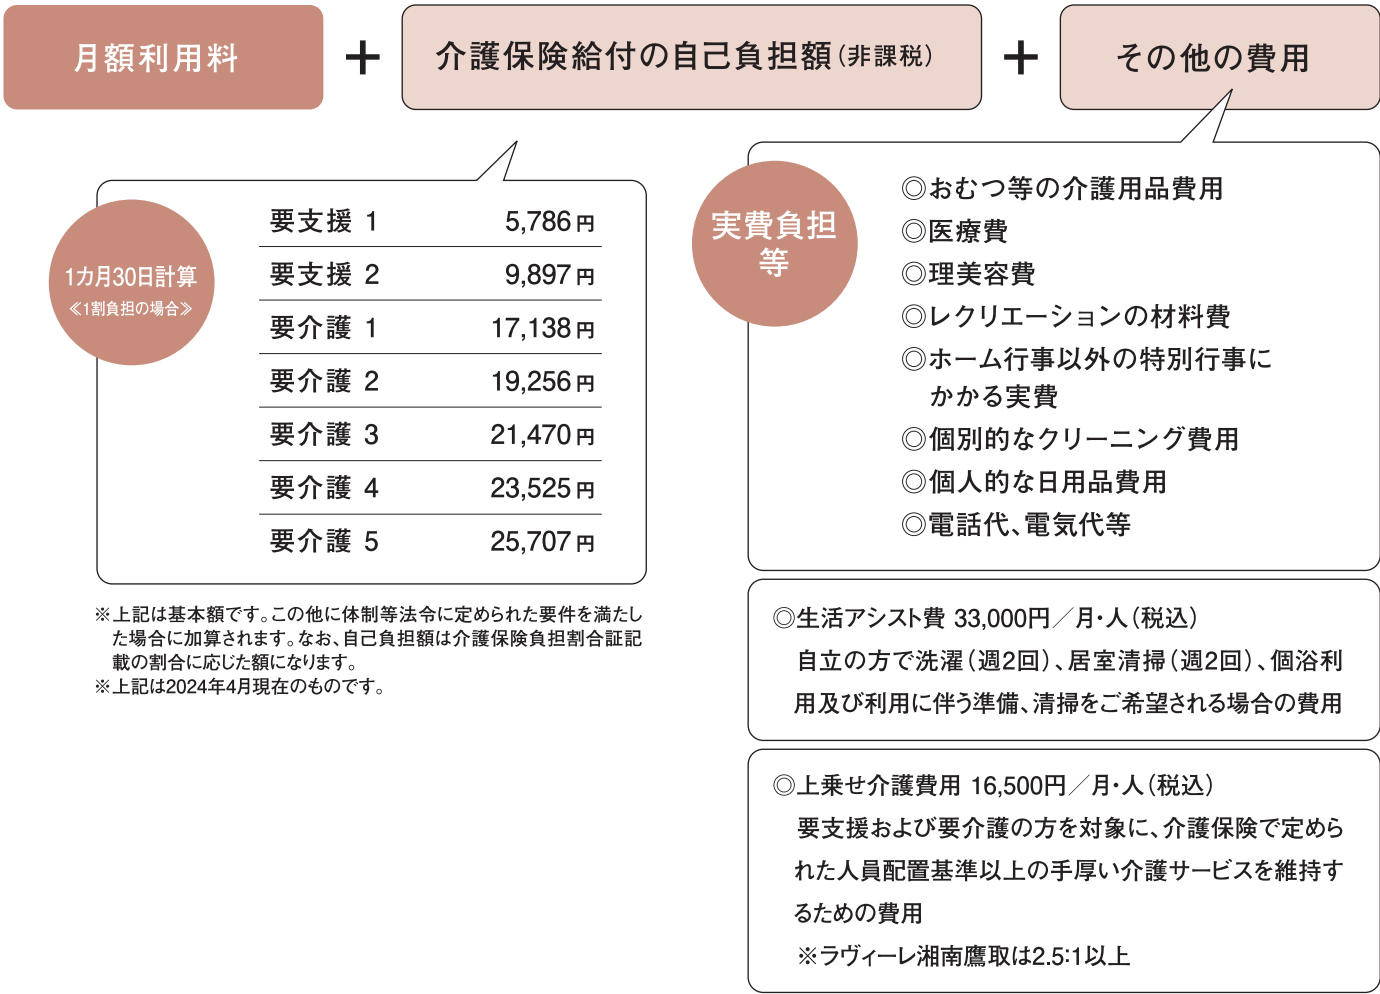 月額利用料 + 介護保険給付の自己負担額(非課税) + その他の費用
1カ月30日計算
≪1割負担の場合≫
要支援 1 5,786円
要支援 2 9,897円
要介護 1 17,138円
要介護 2 19,256円
要介護 3 21,470円
要介護 4 23,525円
要介護 5 25,707円
※上記は基本額です。この他に体制等法令に定められた要件を満たし
た場合に加算されます。なお、自己負担額は介護保険負担割合証記
載の割合に応じた額になります。
※上記は2024年4月現在のものです。
実費負担
等
◎おむつ等の介護用品費用
◎医療費
◎理美容費
◎レクリエーションの材料費
◎ホーム行事以外の特別行事に
かかる実費
◎個別的なクリーニング費用
◎個人的な日用品費用
◎電話代、電気代等
◎生活アシスト費 33,000円／月・人(税込)
自立の方で洗濯(週2回)、居室清掃(週2回)、個浴利
用及び利用に伴う準備、清掃をご希望される場合の費用
◎上乗せ介護費用 16,500円／月・人(税込)
要支援および要介護の方を対象に、介護保険で定めら
れた人員配置基準以上の手厚い介護サービスを維持す
るための費用
※ラヴィーレ湘南鷹取は2.5:1以上